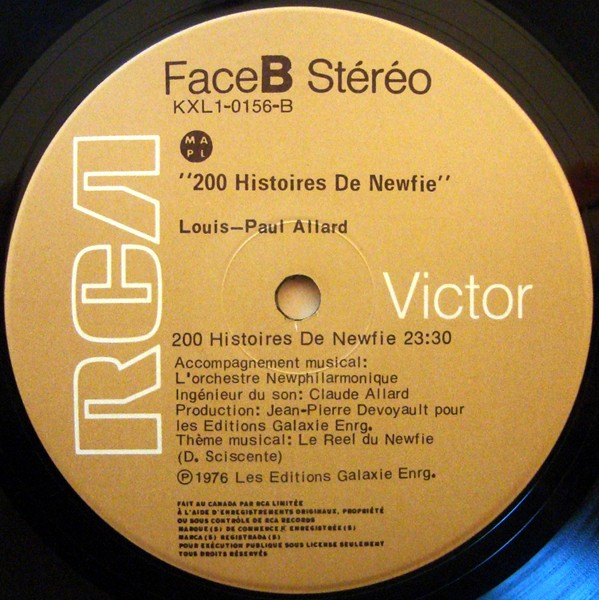 FaceB Stéréo
KXL1-0156-B
MA
PL
"200 Histoires De Newfie"
Louis-Paul Allard
RCA
Victor
200 Histoires De Newfie 23:30
Accompagnement musical:
L'orchestre Newphilarmonique
Ingénieur du son: Claude Allard
Production: Jean-Pierre Devoyault pour
les Editions Galaxie Enrg.
Thème musical: Le Reel du Newfie
(D. Sciscente)
℗ 1976 Les Editions Galaxie Enrg.
FAIT AU CANADA PAR RCA LIMITÉE
À L'AIDE D'ENREGISTREMENTS ORIGINAUX, PROPRIÉTÉ
OU SOUS CONTRÔLE DE RCA RECORDS
MARQUE(S) DE COMMERCE ENREGISTRÉE(S)
MARCA(S) REGISTRADA(S)
POUR EXÉCUTION PUBLIQUE SOUS LICENSE SEULEMENT
TOUS DROITS RÉSERVÉS